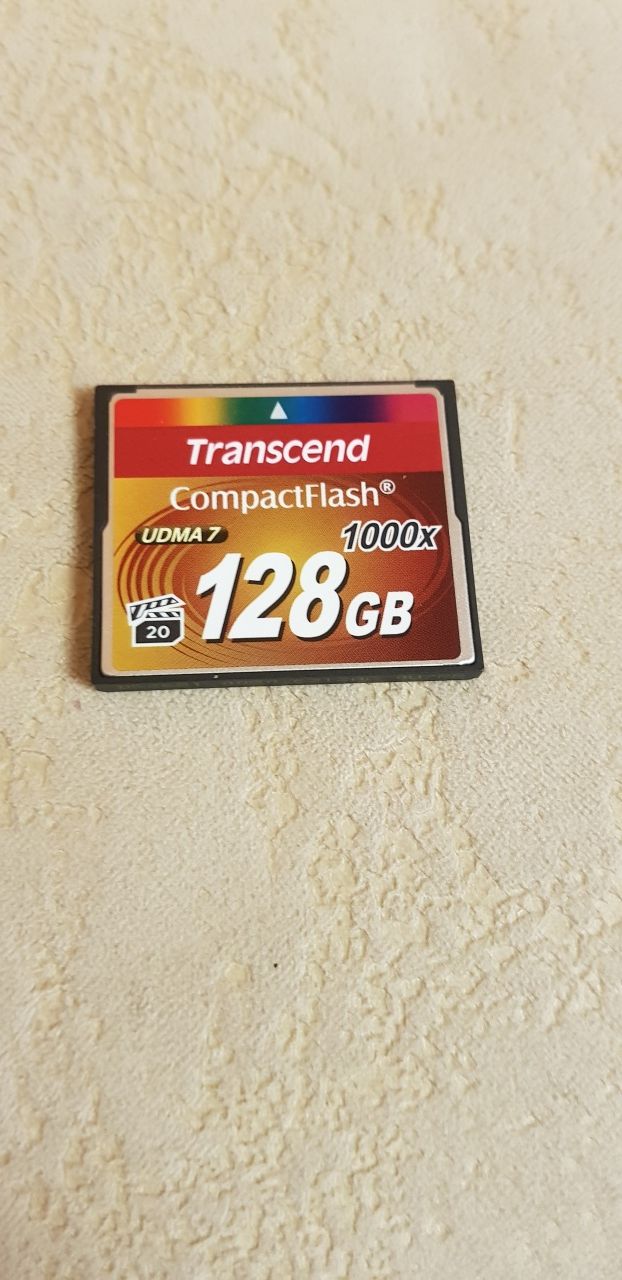 Transcend
CompactFlash®
UDMA 7
1000x
128GB
20